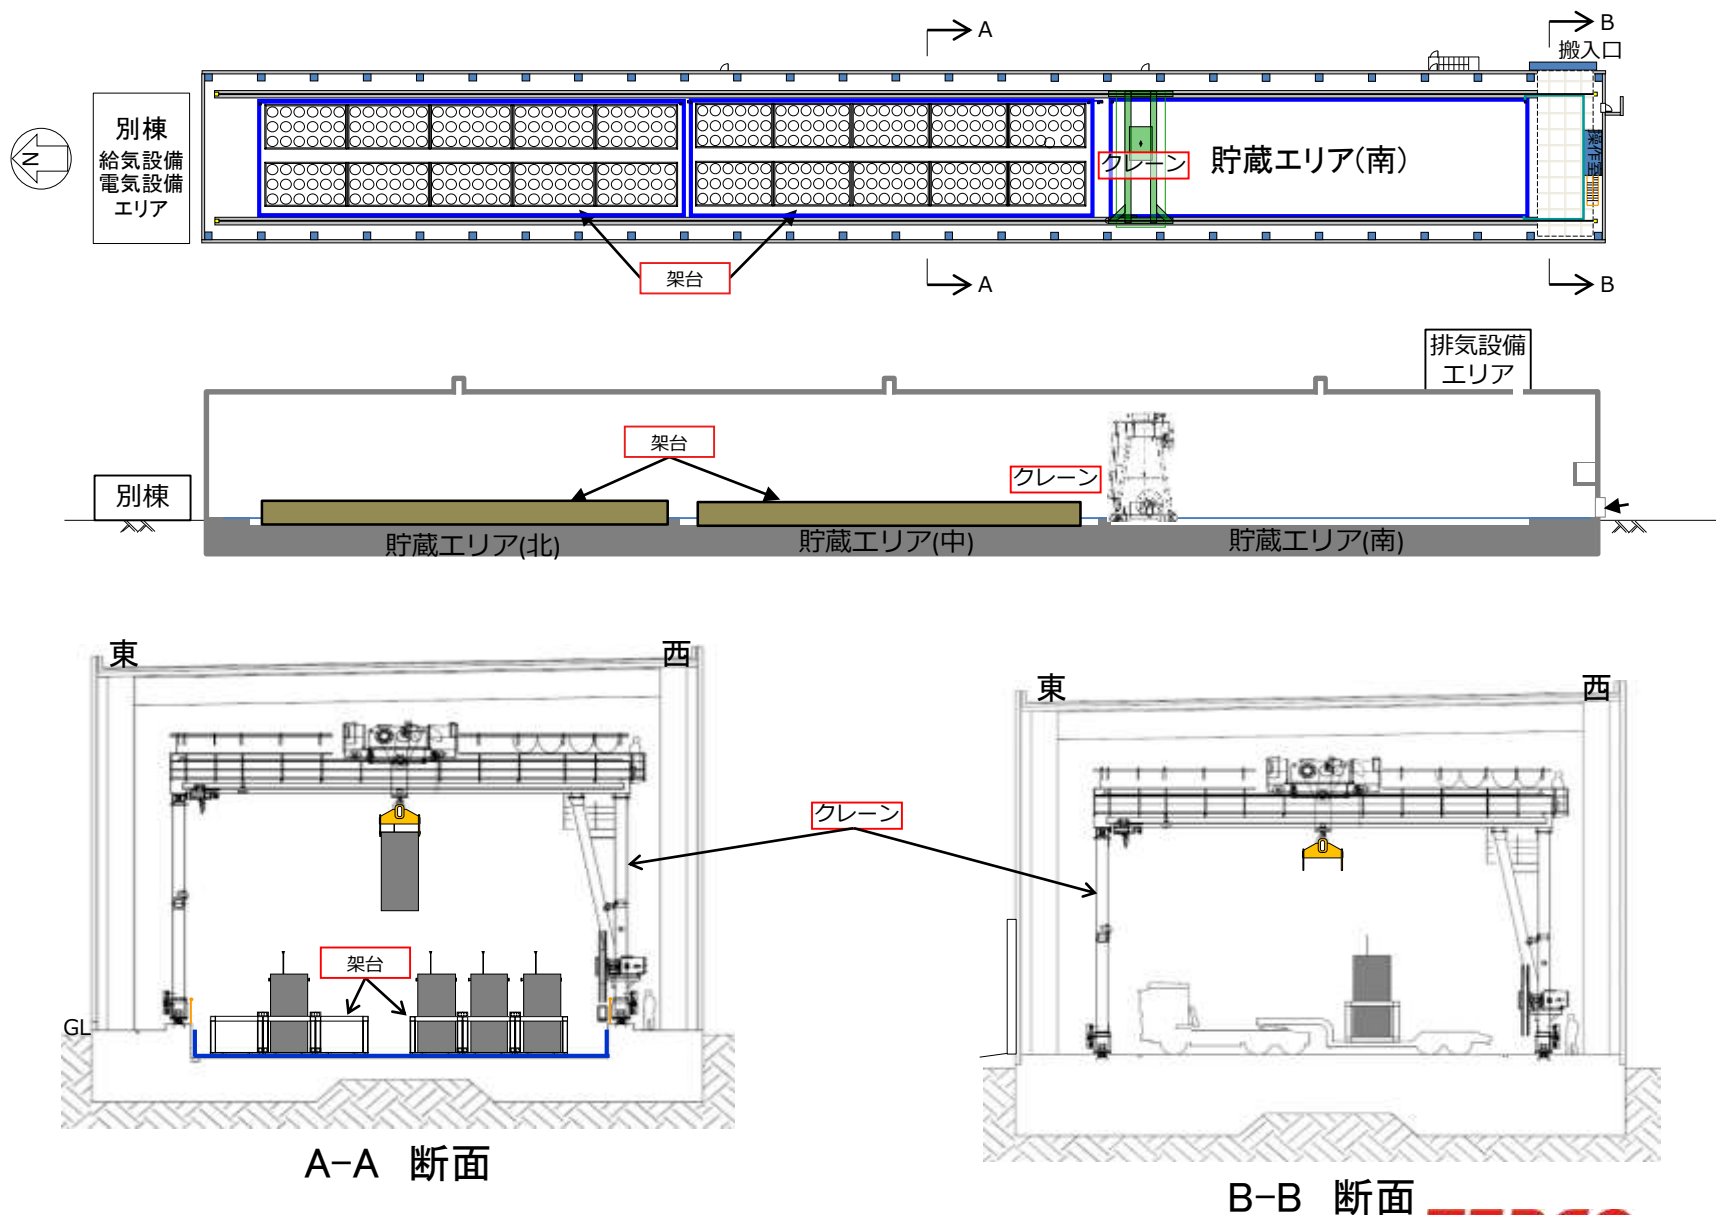 A
B
搬入口
N
別棟
給気設備
電気設備
エリア
クレーン
貯蔵エリア(南)
操作室
架台
A
B
排気設備
エリア
架台
クレーン
別棟
貯蔵エリア(北)
貯蔵エリア(中)
貯蔵エリア(南)
東
西
東
西
クレーン
架台
GL
A-A 断面
B-B 断面